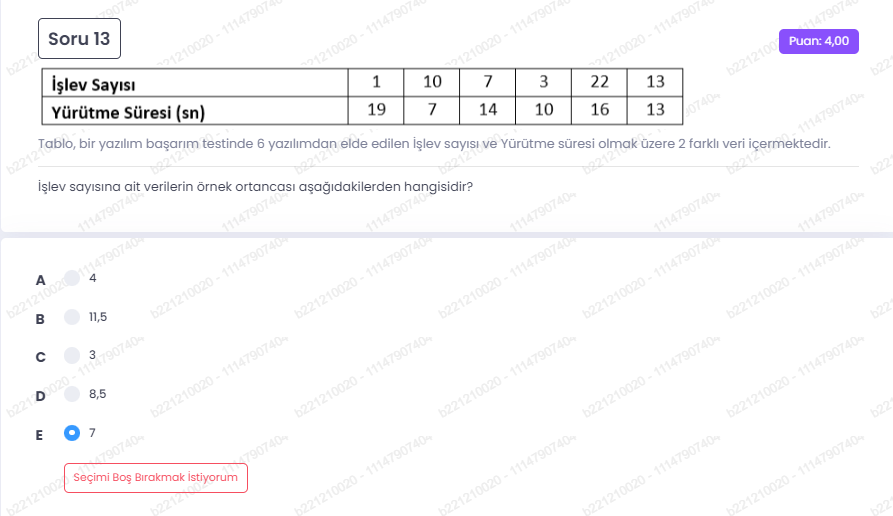 Soru 13
Puan: 4,00
İşlev Sayısı 1 10 7 3 22 13
Yürütme Süresi (sn) 19 7 14 10 16 13
Tablo, bir yazılım başarım testinde 6 yazılımdan elde edilen İşlev sayısı ve Yürütme süresi olmak üzere 2 farklı veri içermektedir.
İşlev sayısına ait verilerin örnek ortancası aşağıdakilerden hangisidir?
A 4
B 11,5
C 3
D 8,5
E 7
Seçimi Boş Bırakmak İstiyorum